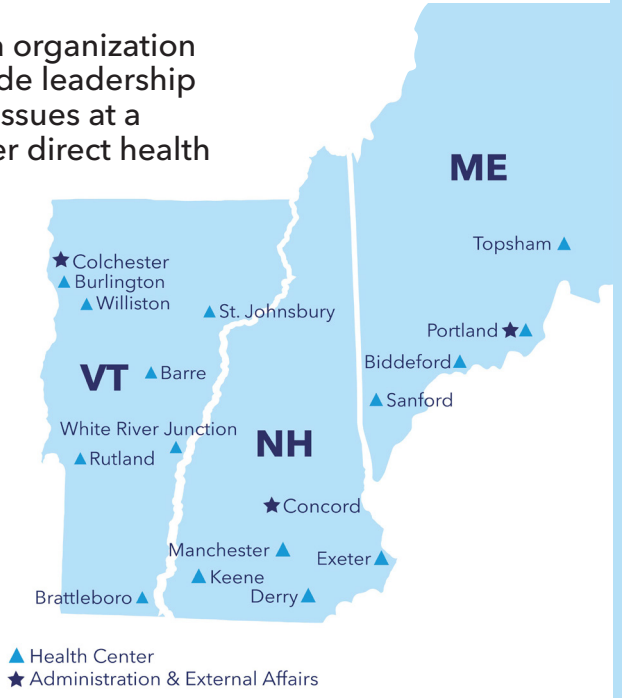 organization
de leadership
ssues at a
er direct health
ME
Topsham
Colchester
Burlington
Williston
St. Johnsbury
Portland
Biddeford
VT
Barre
Sanford
White River Junction
NH
Rutland
Concord
Manchester
Exeter
Keene
Derry
Brattleboro
Health Center
Administration & External Affairs